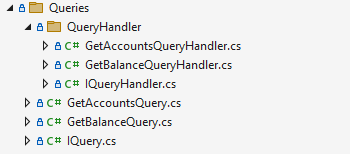 Queries
QueryHandler
C# GetAccountsQueryHandler.cs
C# GetBalanceQueryHandler.cs
C# IQueryHandler.cs
C# GetAccountsQuery.cs
C# GetBalanceQuery.cs
C# IQuery.cs